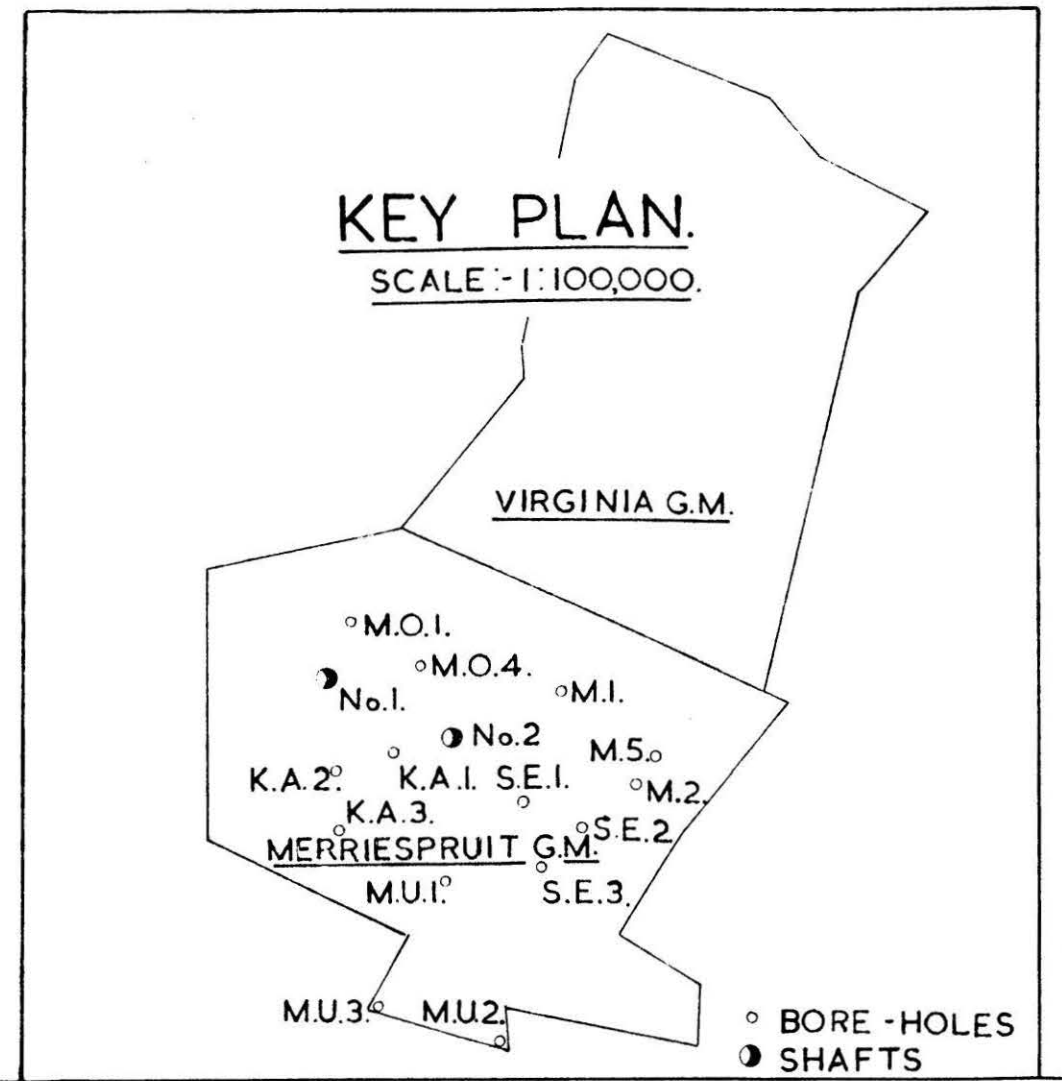 KEY PLAN.
SCALE:-1:100,000.
VIRGINIA G.M.
M.O.1.
M.O.4.
No.1.
M.1.
No.2
M.5.
K.A.2.
K.A.1.
S.E.1.
M.2.
K.A.3.
S.E.2
MERRIESPRUIT G.M.
M.U.1.
S.E.3.
M.U.3.
M.U.2.
BORE-HOLES
SHAFTS